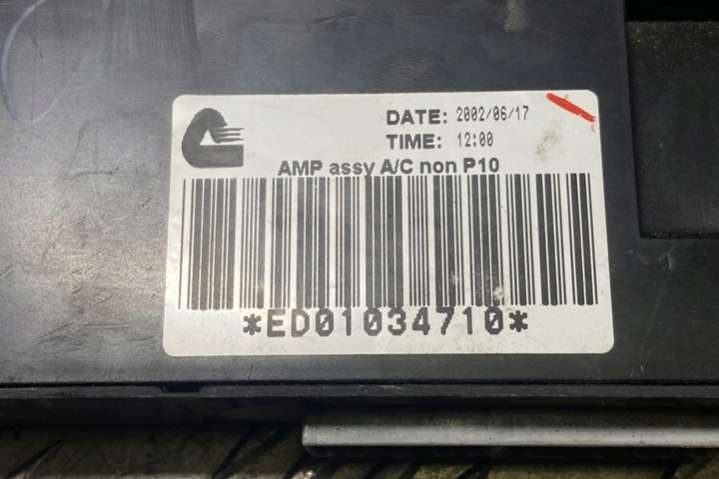 DATE: 2002/06/17
TIME: 12:00
AMP assy A/C non P10
*ED01034710*